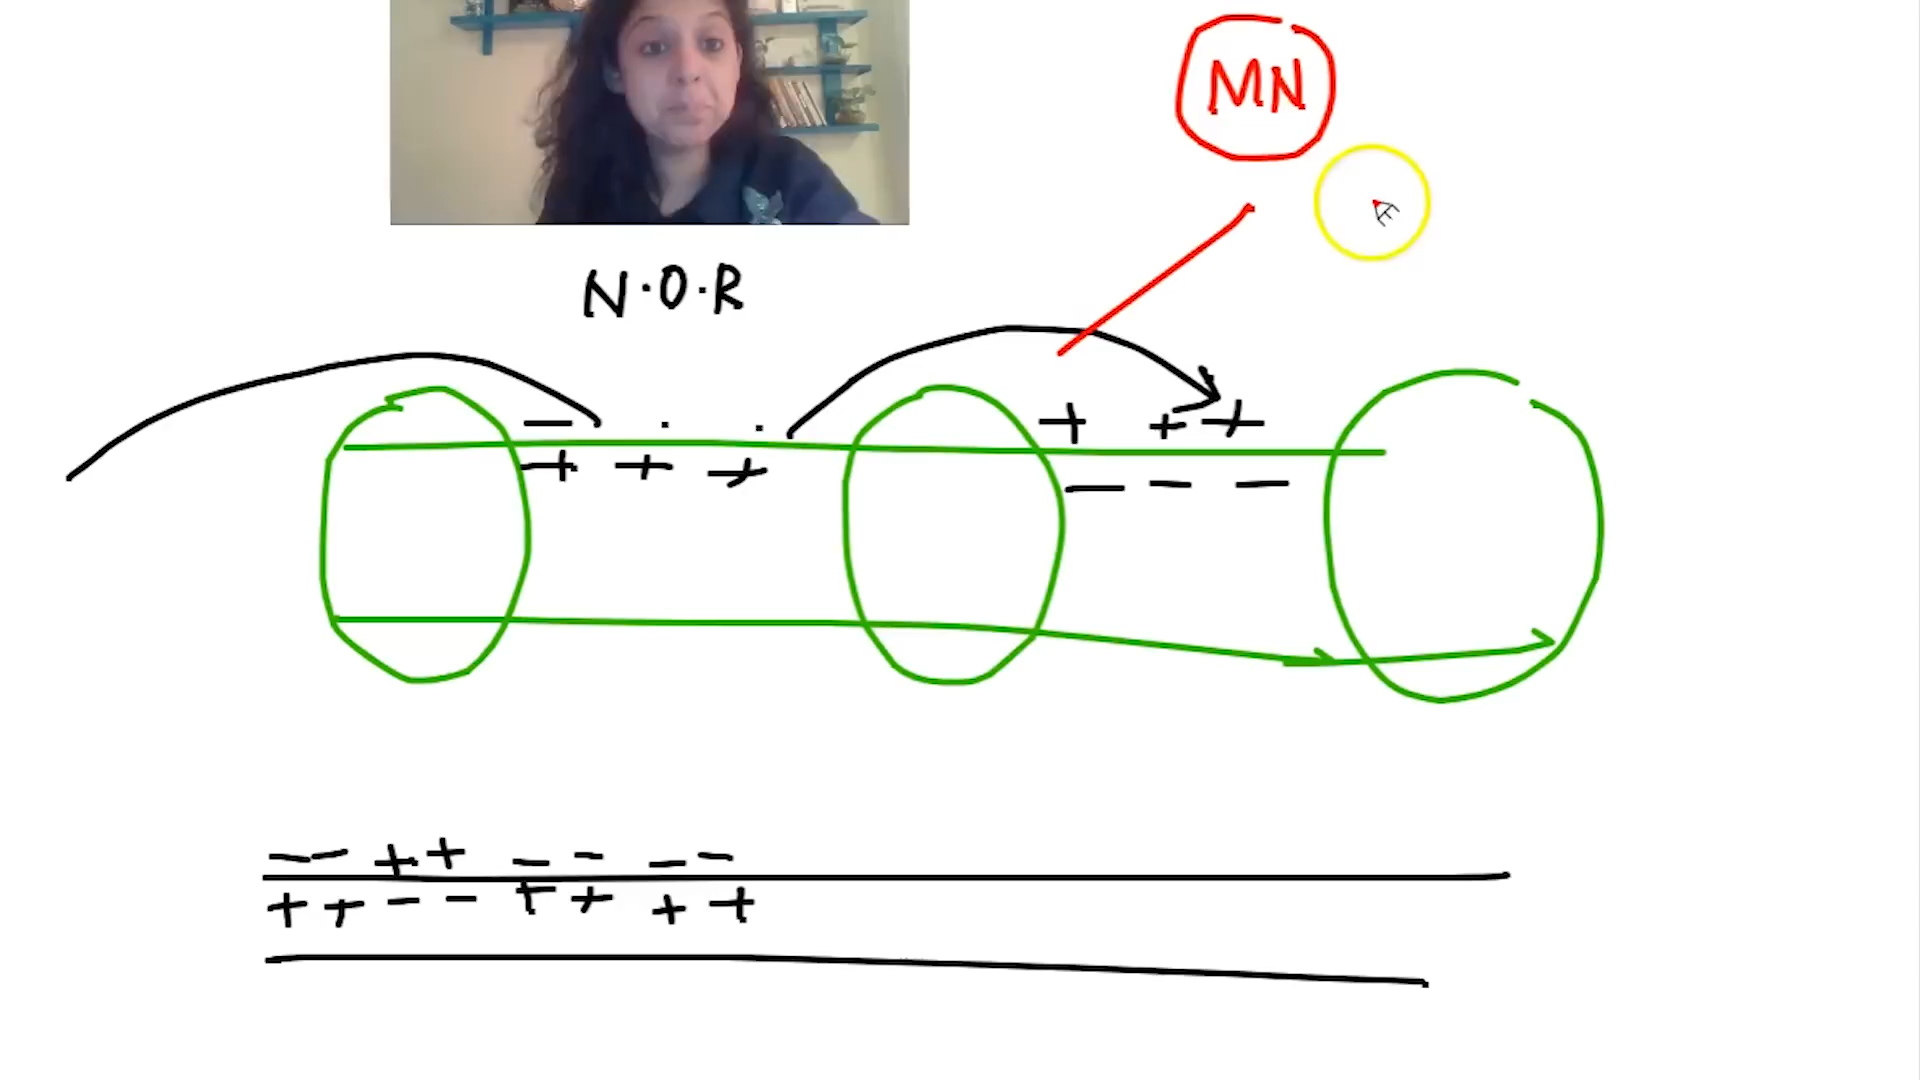 MN
N.O.R
− . .
+ + +
+ + +
− − −
− − + + − − − −
+ + − − + + + +